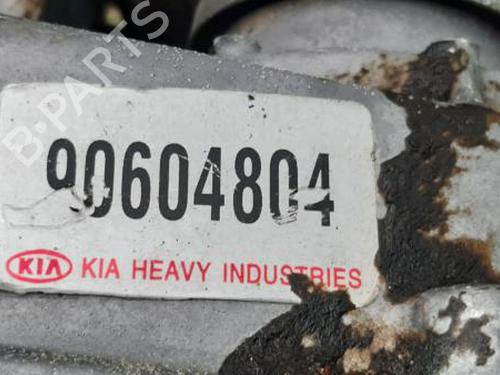 B-PARTS
90604804
KIA KIA HEAVY INDUSTRIES